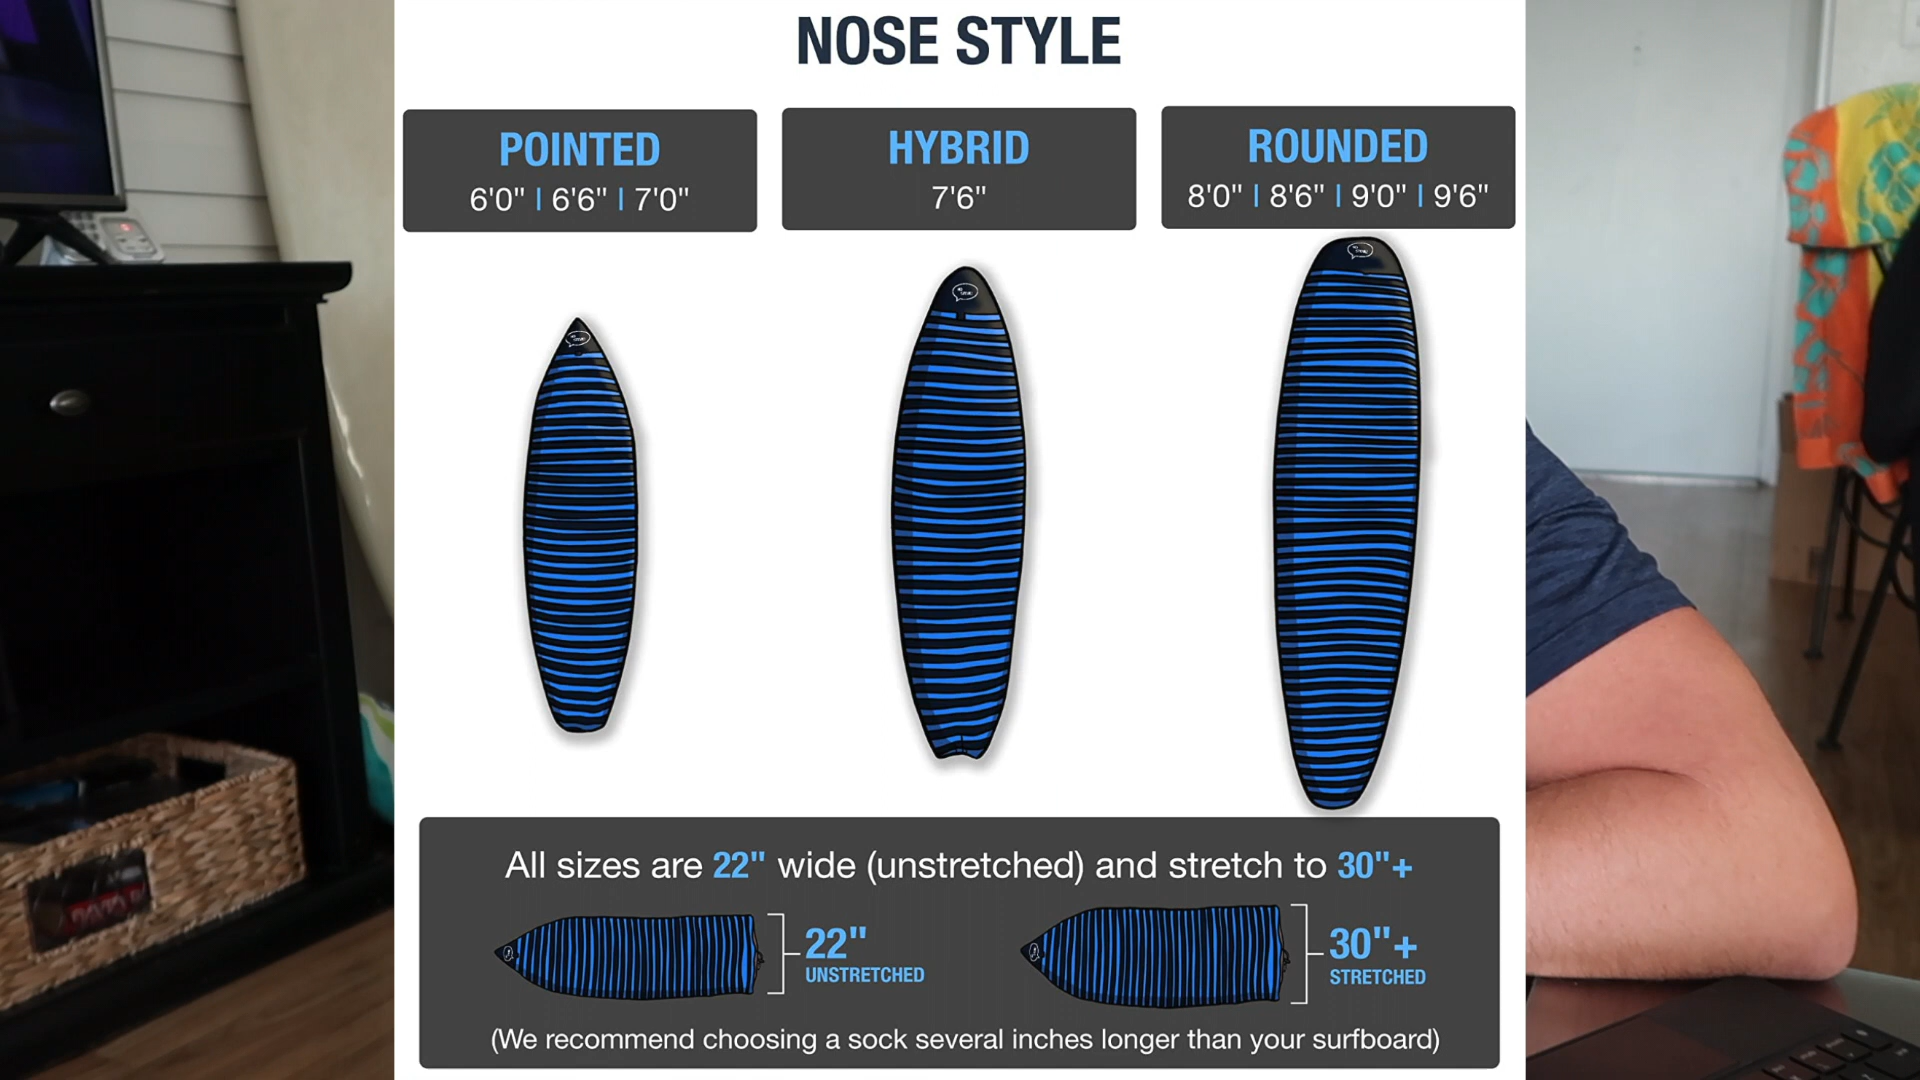 NOSE STYLE
POINTED
6'0" | 6'6" | 7'0"
HYBRID
7'6"
ROUNDED
8'0" | 8'6" | 9'0" | 9'6"
All sizes are 22" wide (unstretched) and stretch to 30"+
22"
UNSTRETCHED
30"+
STRETCHED
(We recommend choosing a sock several inches longer than your surfboard)